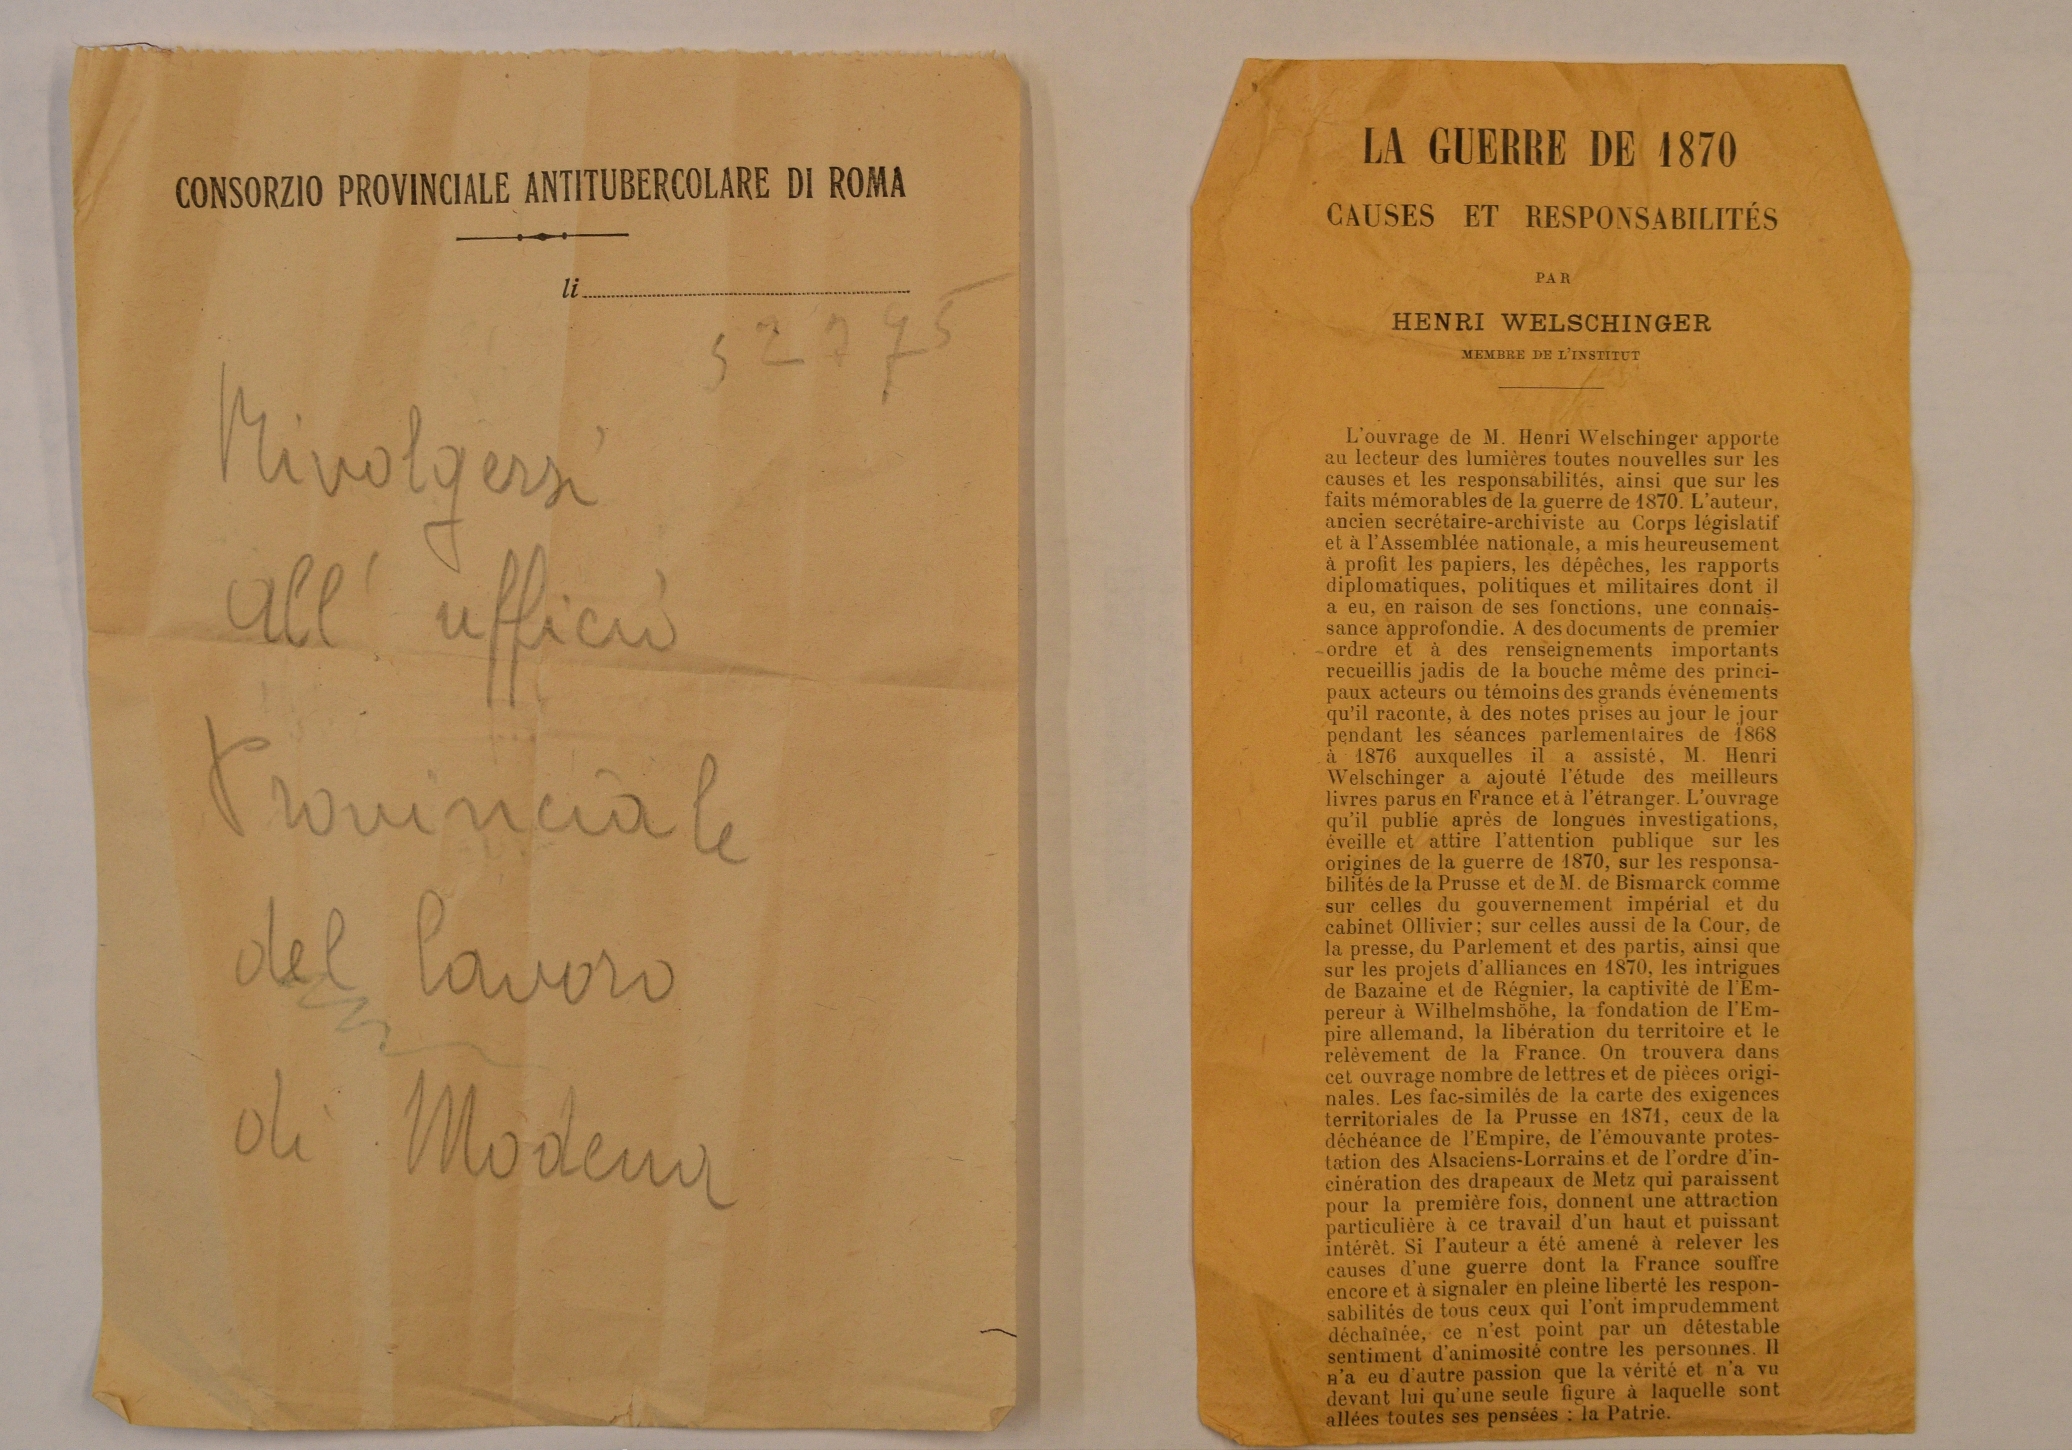 CONSORZIO PROVINCIALE ANTITUBERCOLARE DI ROMA
li
52775
Rivolgersi
all' ufficio
Provinciale
del lavoro
di Modena
LA GUERRE DE 1870
CAUSES ET RESPONSABILITÉS
PAR
HENRI WELSCHINGER
MEMBRE DE L'INSTITUT
L'ouvrage de M. Henri Welschinger apporte
au lecteur des lumières toutes nouvelles sur les
causes et les responsabilités, ainsi que sur les
faits mémorables de la guerre de 1870. L'auteur,
ancien secrétaire-archiviste au Corps législatif
et à l'Assemblée nationale, a mis heureusement
à profit les papiers, les dépêches, les rapports
diplomatiques, politiques et militaires dont il
a eu, en raison de ses fonctions, une connais-
sance approfondie. A des documents de premier
ordre et à des renseignements importants
recueillis jadis de la bouche même des princi-
paux acteurs ou témoins des grands événements
qu'il raconte, à des notes prises au jour le jour
pendant les séances parlementaires de 1868
à 1876 auxquelles il a assisté, M. Henri
Welschinger a ajouté l'étude des meilleurs
livres parus en France et à l'étranger. L'ouvrage
qu'il publie après de longues investigations,
éveille et attire l'attention publique sur les
origines de la guerre de 1870, sur les responsa-
bilités de la Prusse et de M. de Bismarck comme
sur celles du gouvernement impérial et du
cabinet Ollivier; sur celles aussi de la Cour, de
la presse, du Parlement et des partis, ainsi que
sur les projets d'alliances en 1870, les intrigues
de Bazaine et de Régnier, la captivité de l'Em-
pereur à Wilhelmshöhe, la fondation de l'Em-
pire allemand, la libération du territoire et le
relèvement de la France. On trouvera dans
cet ouvrage nombre de lettres et de pièces origi-
nales. Les fac-similés de la carte des exigences
territoriales de la Prusse en 1871, ceux de la
déchéance de l'Empire, de l'émouvante protes-
tation des Alsaciens-Lorrains et de l'ordre d'in-
cinération des drapeaux de Metz qui paraissent
pour la première fois, donnent une attraction
particulière à ce travail d'un haut et puissant
intérêt. Si l'auteur a été amené à relever les
causes d'une guerre dont la France souffre
encore et à signaler en pleine liberté les respon-
sabilités de tous ceux qui l'ont imprudemment
déchaînée, ce n'est point par un détestable
sentiment d'animosité contre les personnes. Il
n'a eu d'autre passion que la vérité et n'a vu
devant lui qu'une seule figure à laquelle sont
allées toutes ses pensées : la Patrie.